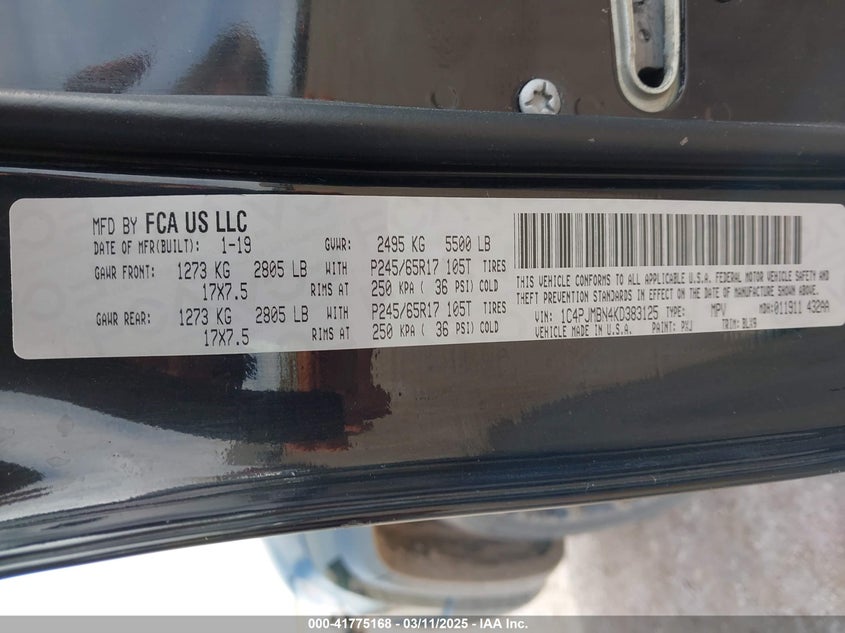 MFD BY FCA US LLC
DATE OF MFR(BUILT): 1-19 GVWR: 2495 KG 5500 LB
GAWR FRONT: 1273 KG 2805 LB WITH P245/65R17 105T TIRES
17X7.5 RIMS AT 250 KPA ( 36 PSI) COLD
GAWR REAR: 1273 KG 2805 LB WITH P245/65R17 105T TIRES
17X7.5 RIMS AT 250 KPA ( 36 PSI) COLD
THIS VEHICLE CONFORMS TO ALL APPLICABLE U.S.A. FEDERAL MOTOR VEHICLE SAFETY AND
THEFT PREVENTION STANDARDS IN EFFECT ON THE DATE OF MANUFACTURE SHOWN ABOVE.
VIN: 1C4PJMBN4KD383125 TYPE: MPV MDH: 011911 432AA
VEHICLE MADE IN U.S.A. PAINT: PXJ TRIM: BLX9
000-41775168 - 03/11/2025 - IAA Inc.